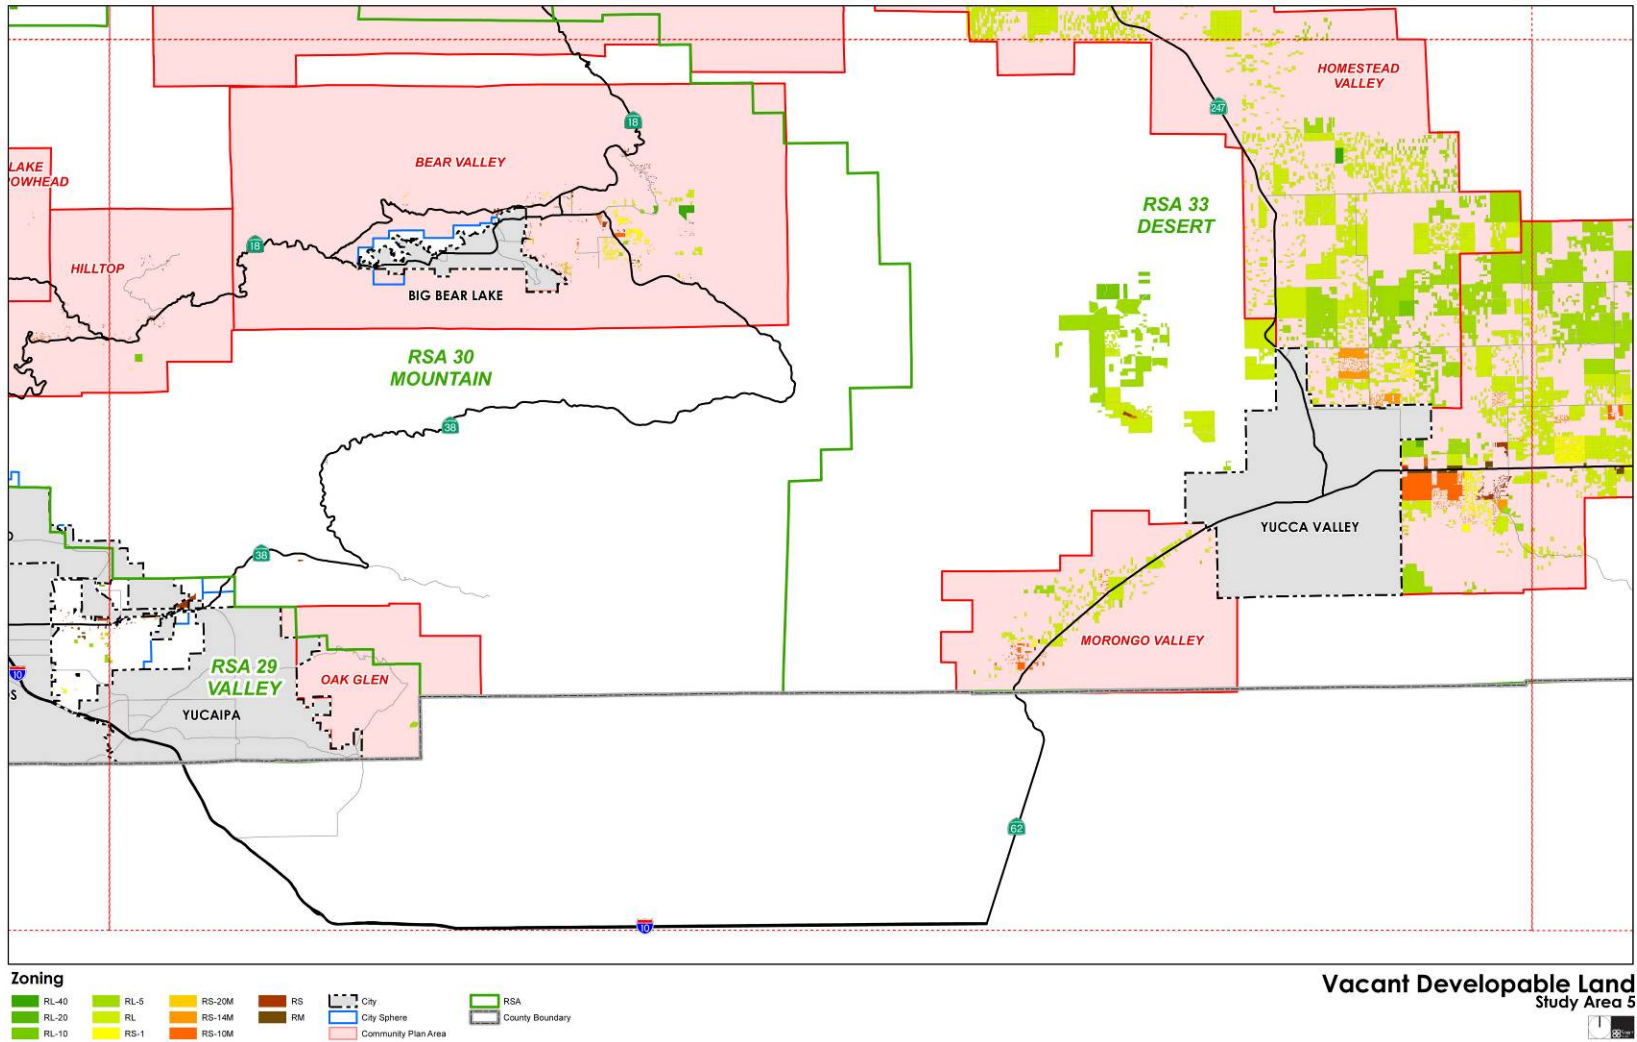 HOMESTEAD
VALLEY
247
18
BEAR VALLEY
LAKE
OWHEAD
RSA 33
DESERT
18
HILLTOP
BIG BEAR LAKE
RSA 30
MOUNTAIN
38
YUCCA VALLEY
38
MORONGO VALLEY
RSA 29
VALLEY
OAK GLEN
10
S
YUCAIPA
62
10
Zoning
RL-40
RL-20
RL-10
RL-5
RL
RS-1
RS-20M
RS-14M
RS-10M
RS
RM
City
City Sphere
Community Plan Area
RSA
County Boundary
Vacant Developable Land
Study Area 5